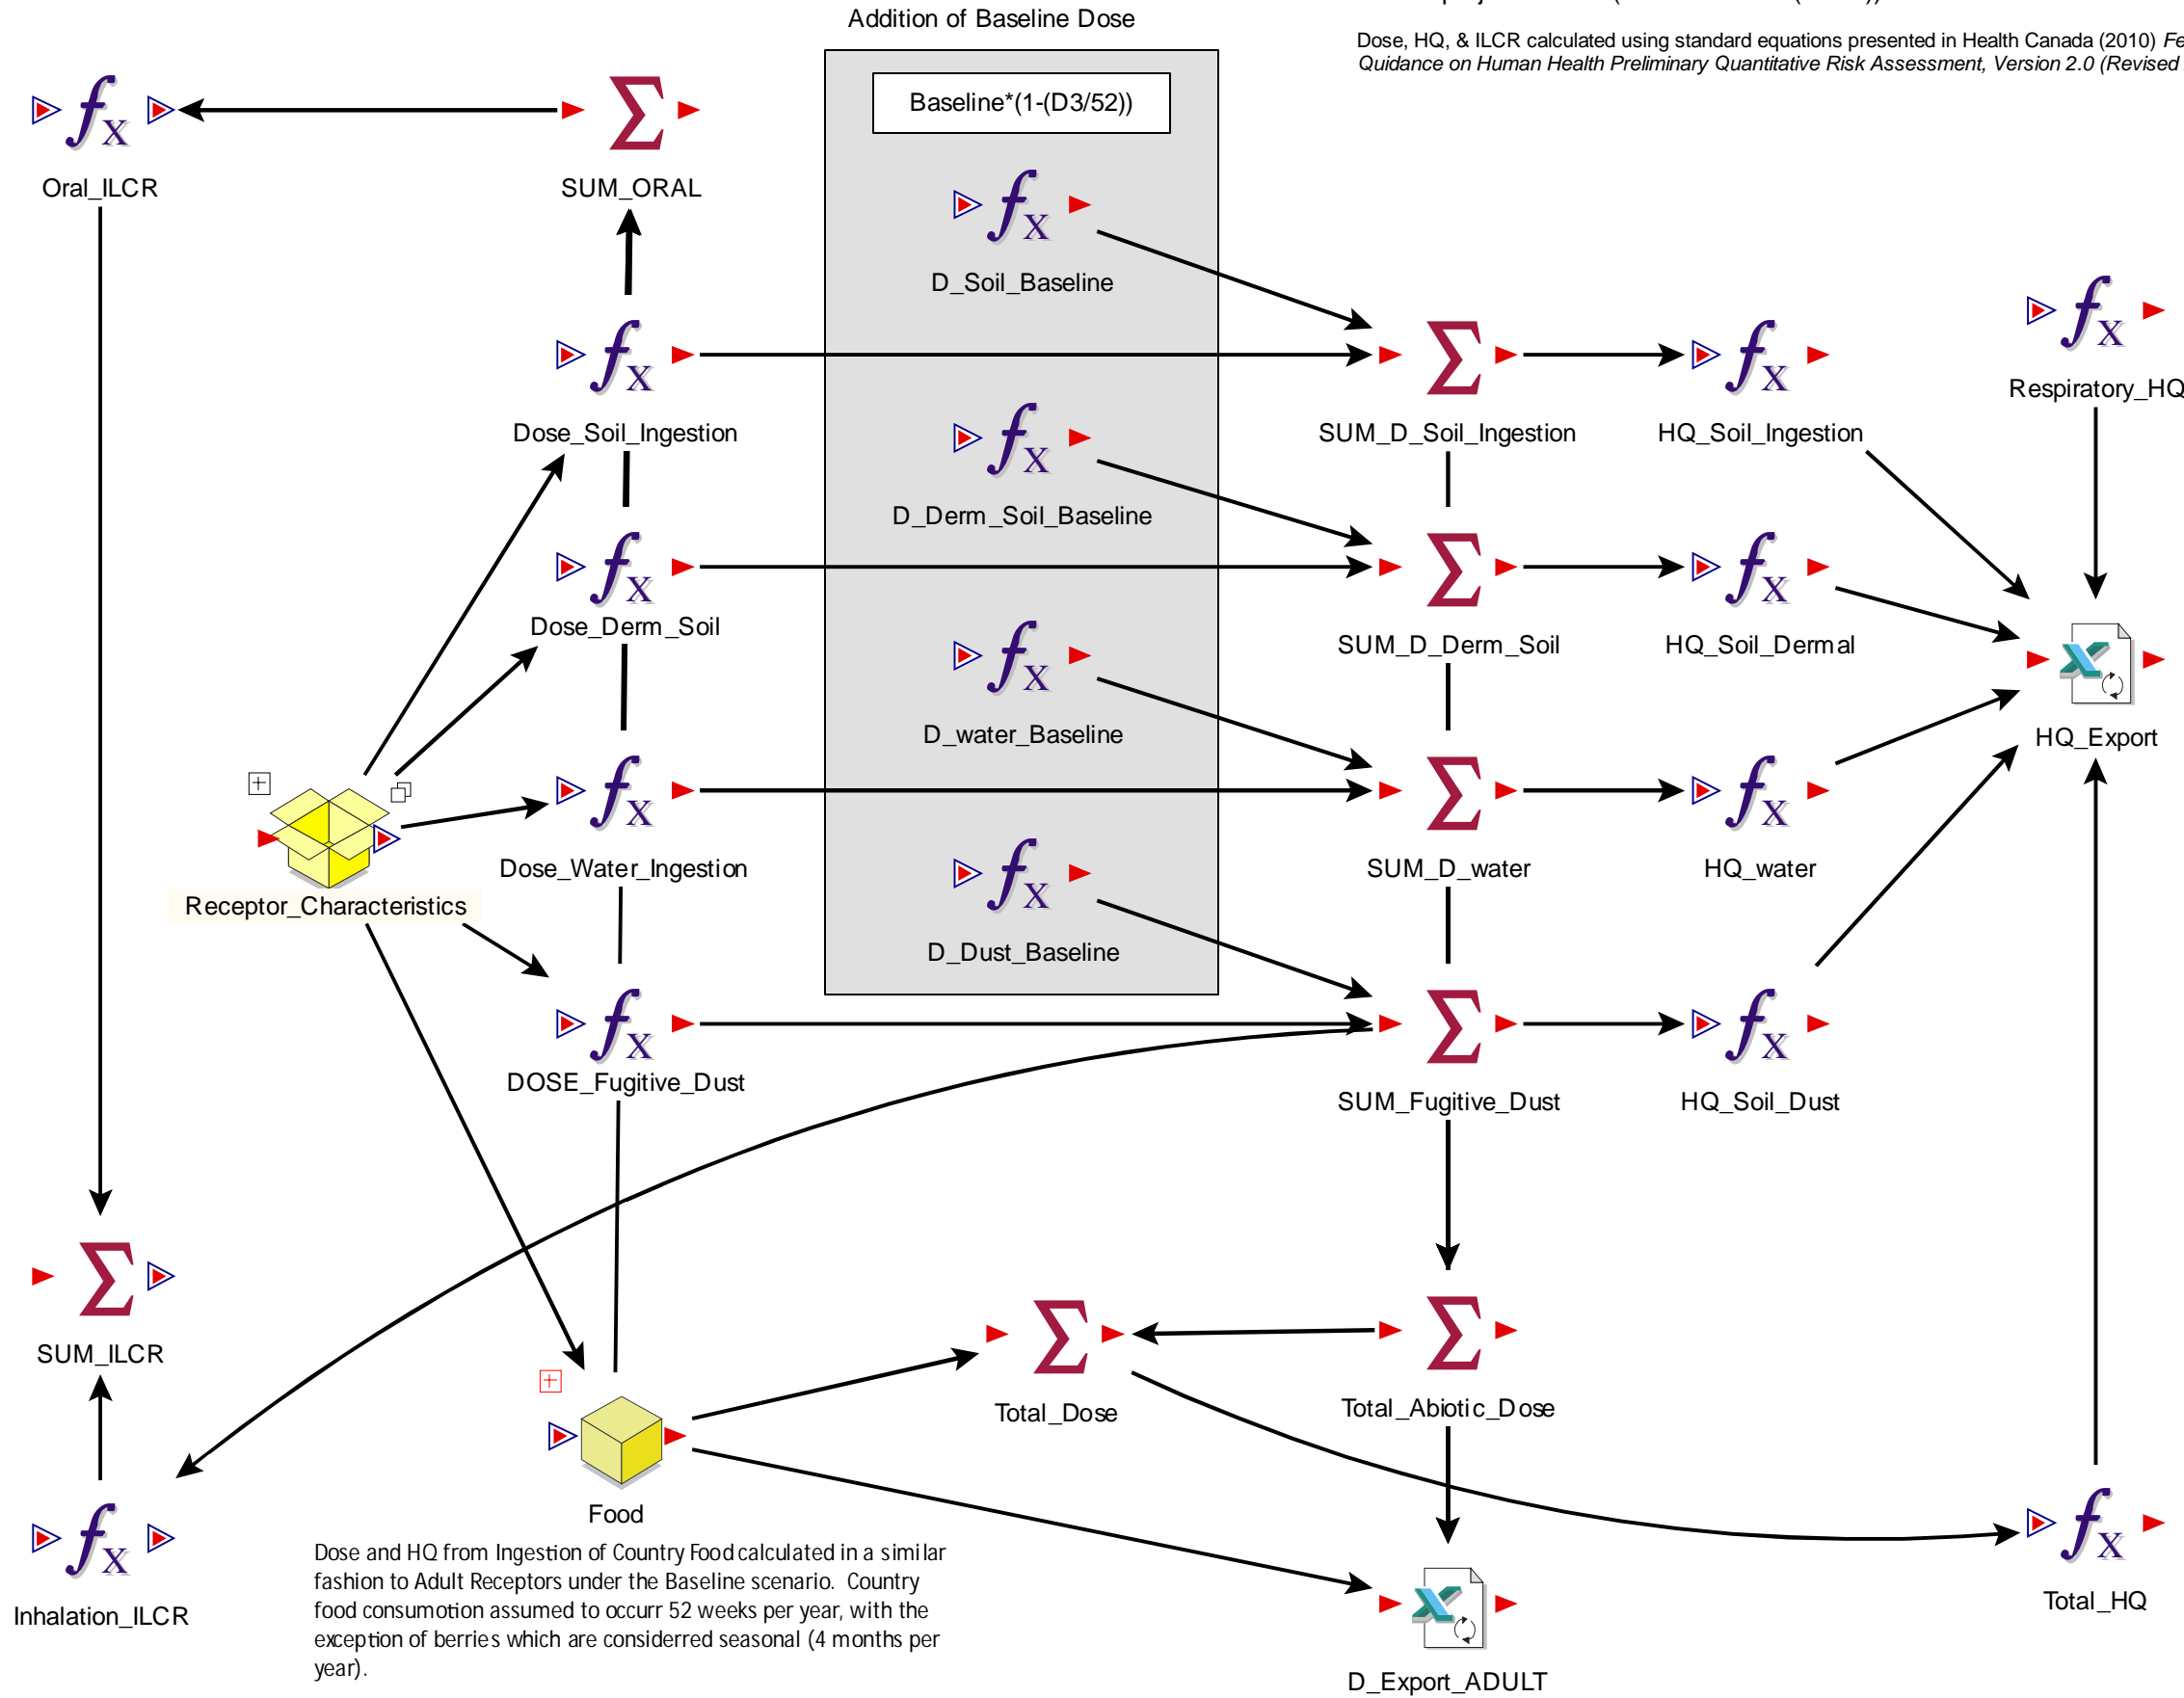 Addition of Baseline Dose
Dose, HQ, & ILCR calculated using standard equations presented in Health Canada (2010)
Quidance on Human Health Preliminary Quantitative Risk Assessment, Version 2.0 (Revised
Baseline*(1-(D3/52))
Oral_ILCR
SUM_ORAL
D_Soil_Baseline
Respiratory_HQ
Dose_Soil_Ingestion
SUM_D_Soil_Ingestion
HQ_Soil_Ingestion
D_Derm_Soil_Baseline
Dose_Derm_Soil
SUM_D_Derm_Soil
HQ_Soil_Dermal
D_water_Baseline
HQ_Export
Dose_Water_Ingestion
SUM_D_water
HQ_water
Receptor_Characteristics
D_Dust_Baseline
DOSE_Fugitive_Dust
SUM_Fugitive_Dust
HQ_Soil_Dust
SUM_ILCR
Total_Dose
Total_Abiotic_Dose
Food
Dose and HQ from Ingestion of Country Food calculated in a similar
fashion to Adult Receptors under the Baseline scenario. Country
food consumotion assumed to occurr 52 weeks per year, with the
exception of berries which are considerred seasonal (4 months per
year).
Inhalation_ILCR
Total_HQ
D_Export_ADULT